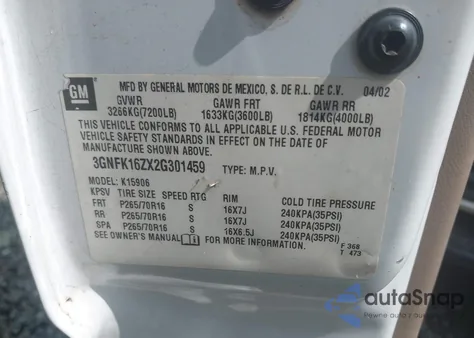 GM
MFD BY GENERAL MOTORS DE MEXICO, S. DE R.L. DE C.V. 04/02
GVWR GAWR FRT GAWR RR
3266KG(7200LB) 1633KG(3600LB) 1814KG(4000LB)
THIS VEHICLE CONFORMS TO ALL APPLICABLE U.S. FEDERAL MOTOR
VEHICLE SAFETY STANDARDS IN EFFECT ON THE DATE OF
MANUFACTURE SHOWN ABOVE.
3GNFK16ZX2G301459 TYPE: M.P.V.
MODEL: K15906
KPSV TIRE SIZE SPEED RTG RIM COLD TIRE PRESSURE
FRT P265/70R16 S 16X7J 240KPA(35PSI)
RR P265/70R16 S 16X7J 240KPA(35PSI)
SPA P265/70R16 S 16X6.5J 240KPA(35PSI)
SEE OWNER'S MANUAL FOR MORE INFORMATION
F 368
T 473
autoSnap
Pewne auto z USA